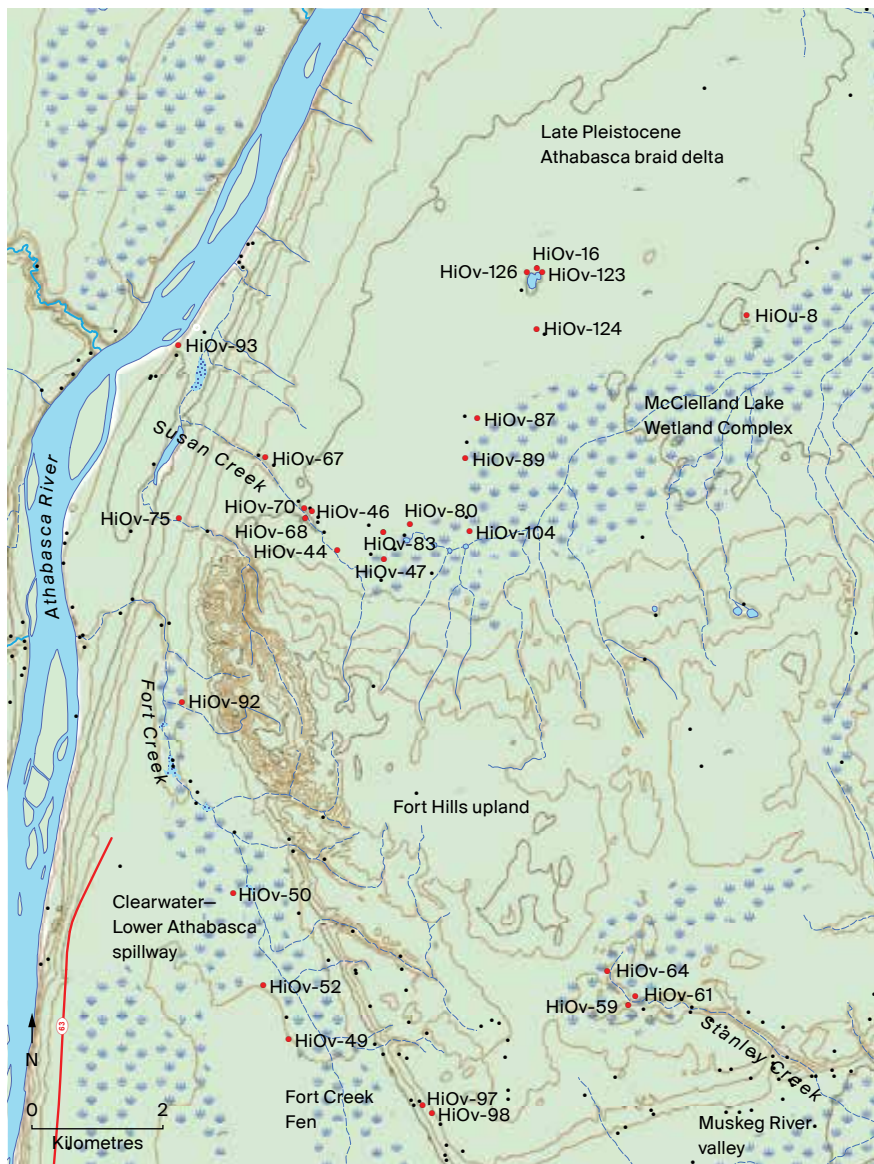 Late Pleistocene
Athabasca braid delta
HiOv-16
HiOv-126
HiOv-123
HiOu-8
HiOv-124
HiOv-93
McClelland Lake
Wetland Complex
HiOv-87
Susan Creek
HiOv-67
HiOv-89
HiOv-70
HiOv-46
HiOv-80
HiOv-75
HiOv-68
HiOv-83
HiOv-104
HiOv-44
HiOv-47
Athabasca River
Fort Creek
HiOv-92
Fort Hills upland
HiOv-50
Clearwater–
Lower Athabasca
spillway
HiOv-64
HiOv-52
HiOv-61
HiOv-59
63
Stanley Creek
HiOv-49
N
Fort Creek
Fen
HiOv-97
HiOv-98
0 2
Kilometres
Muskeg River
valley